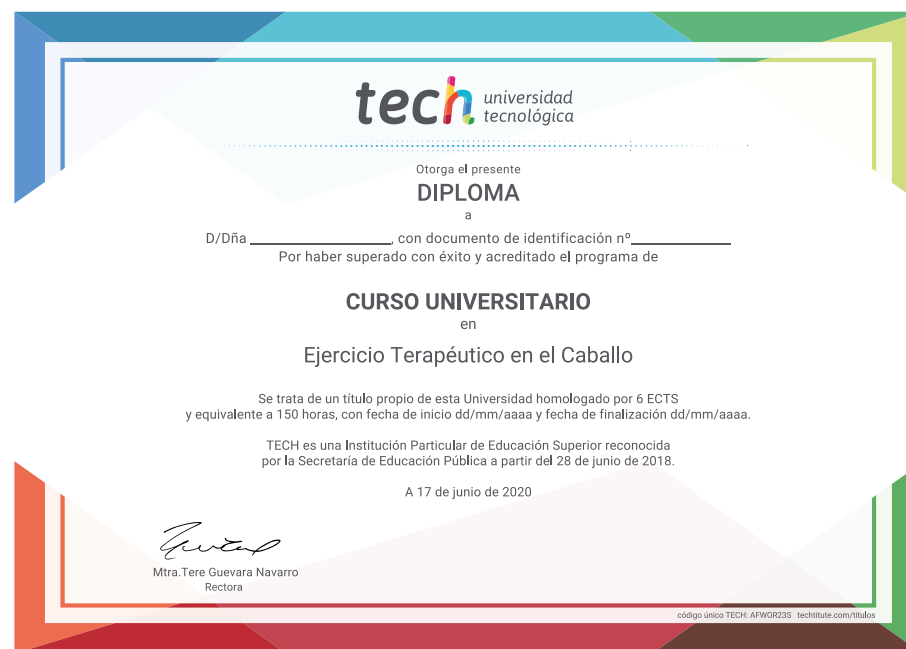 tech universidad
tecnológica
Otorga el presente
DIPLOMA
a
D/Dña ____________________, con documento de identificación nº______________
Por haber superado con éxito y acreditado el programa de
CURSO UNIVERSITARIO
en
Ejercicio Terapéutico en el Caballo
Se trata de un título propio de esta Universidad homologado por 6 ECTS
y equivalente a 150 horas, con fecha de inicio dd/mm/aaaa y fecha de finalización dd/mm/aaaa.
TECH es una Institución Particular de Educación Superior reconocida
por la Secretaría de Educación Pública a partir del 28 de junio de 2018.
A 17 de junio de 2020
Mtra.Tere Guevara Navarro
Rectora
código único TECH: AFWOR23S techtitute.com/titulos